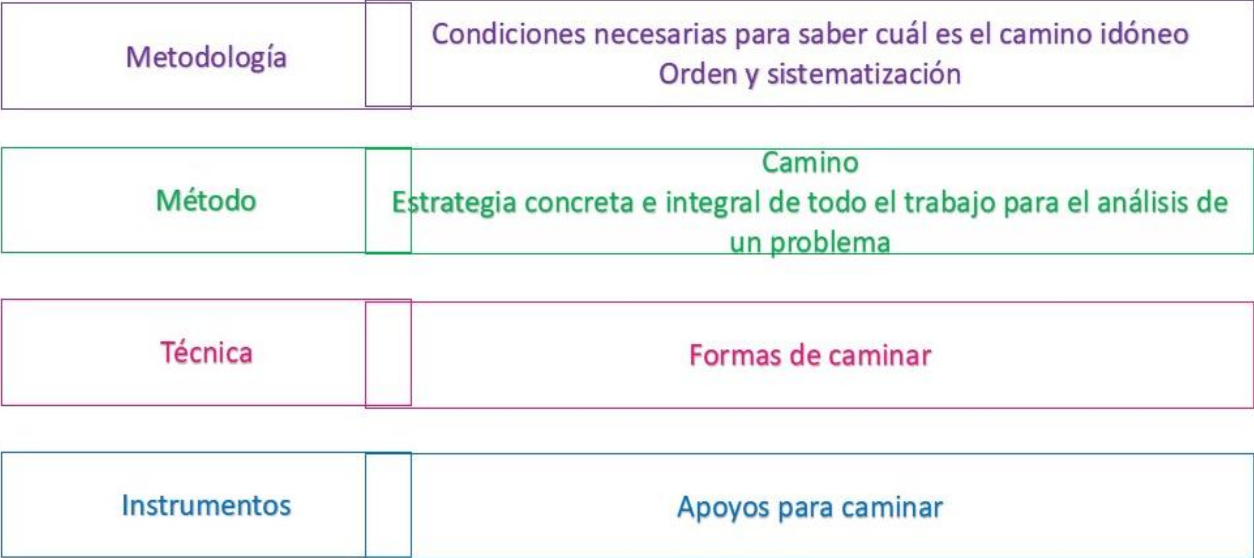 Metodología
Condiciones necesarias para saber cuál es el camino idóneo
Orden y sistematización
Método
Camino
Estrategia concreta e integral de todo el trabajo para el análisis de
un problema
Técnica
Formas de caminar
Instrumentos
Apoyos para caminar